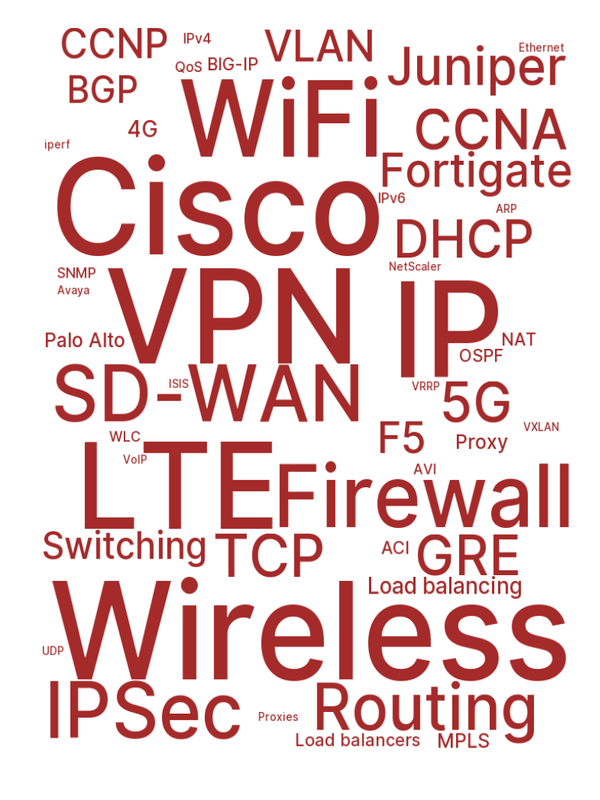 CCNP
IPv4
VLAN
Ethernet
Juniper
QoS
BIG-IP
BGP
WiFi
4G
CCNA
iperf
Fortigate
Cisco
IPv6
ARP
DHCP
NetScaler
SNMP
Avaya
VPN
IP
Palo Alto
NAT
OSPF
SD-WAN
ISIS
VRRP
5G
VXLAN
F5
Proxy
WLC
VoIP
LTE
AVI
Firewall
Switching
TCP
ACI
GRE
Load balancing
Wireless
UDP
IPSec
Proxies
Routing
Load balancers
MPLS